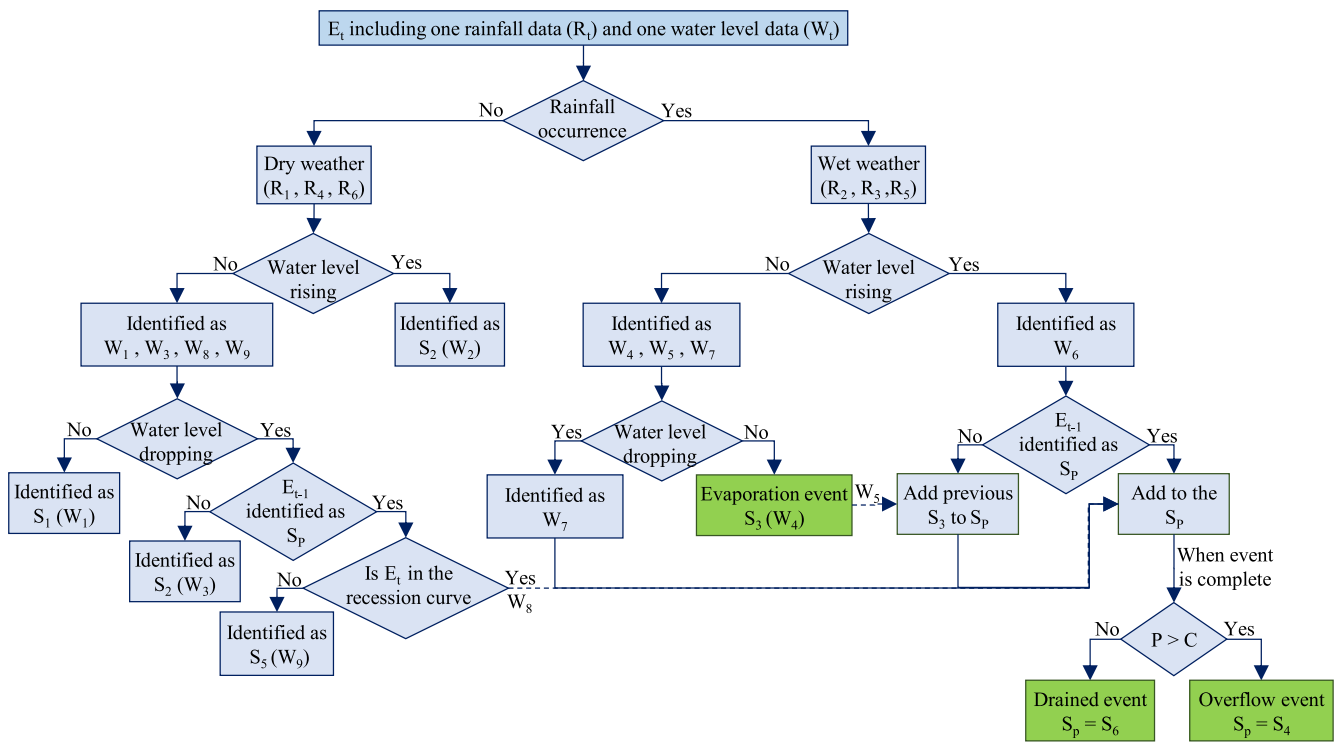 Eₜ including one rainfall data (Rₜ) and one water level data (Wₜ)
Rainfall
occurrence
No
Yes
Dry weather
(R₁ , R₄ , R₆)
Wet weather
(R₂ , R₃ ,R₅)
Water level
rising
No
Yes
Water level
rising
No
Yes
Identified as
W₁ , W₃ , W₈ , W₉
Identified as
S₂ (W₂)
Identified as
W₄ , W₅ , W₇
Identified as
W₆
Water level
dropping
No
Yes
Water level
dropping
Yes
No
Eₜ₋₁
identified as
Sₚ
No
Yes
Identified as
S₁ (W₁)
Eₜ₋₁
identified as
Sₚ
No
Yes
Identified as
W₇
Evaporation event
S₃ (W₄)
W₅
Add previous
S₃ to Sₚ
Add to the
Sₚ
Identified as
S₂ (W₃)
Is Eₜ in the
recession curve
No
Yes
W₈
When event
is complete
Identified as
S₅ (W₉)
P > C
No
Yes
Drained event
Sₚ = S₆
Overflow event
Sₚ = S₄